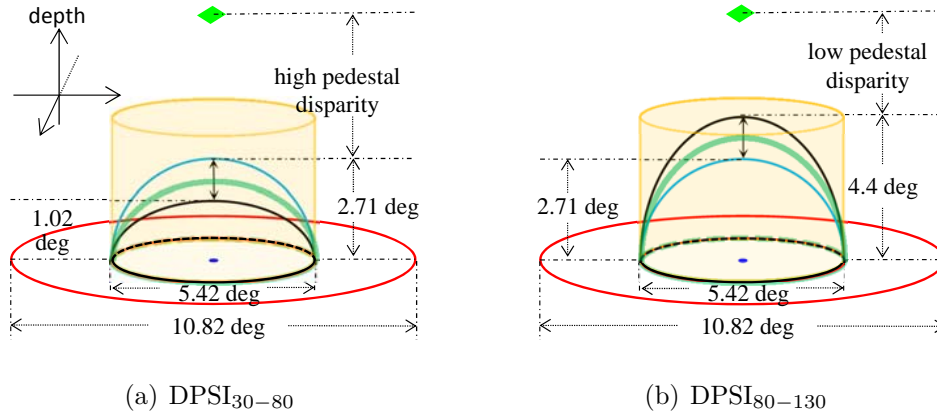 depth
high pedestal
disparity
1.02
deg
2.71 deg
5.42 deg
10.82 deg
(a) DPSI30−80
low pedestal
disparity
2.71 deg
4.4 deg
5.42 deg
10.82 deg
(b) DPSI80−130